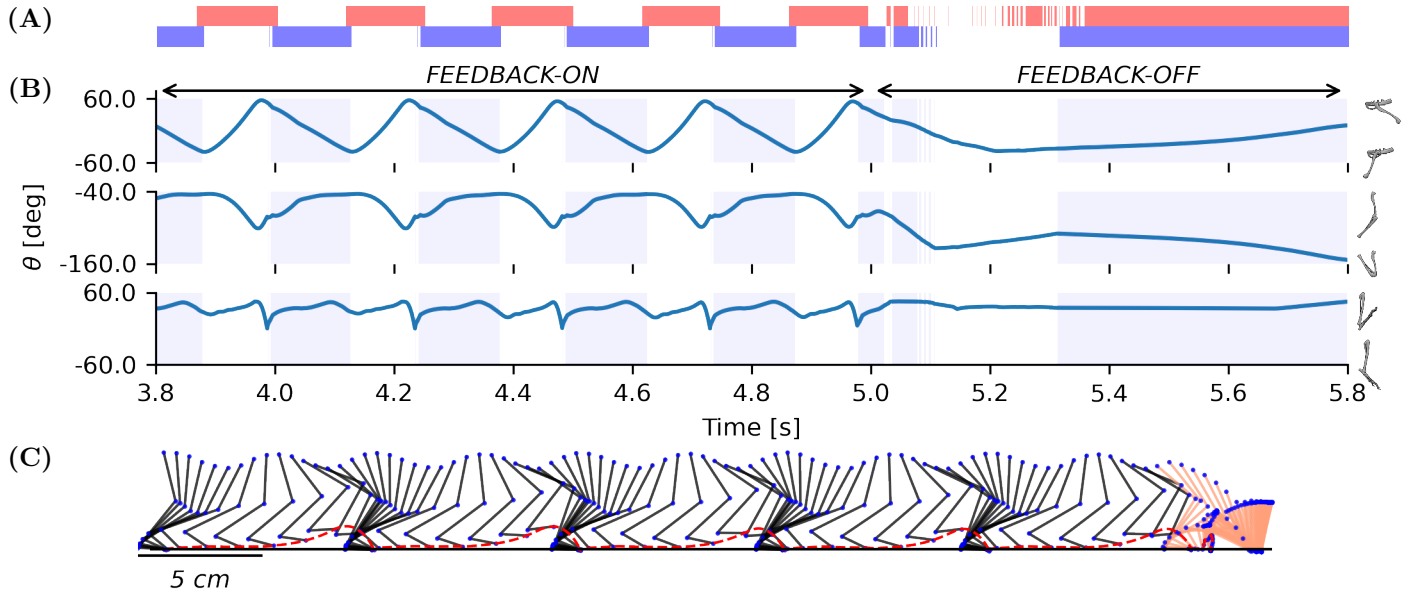 (A)
(B)
FEEDBACK-ON
FEEDBACK-OFF
60.0
-60.0
-40.0
-160.0
60.0
-60.0
θ [deg]
3.8 4.0 4.2 4.4 4.6 4.8 5.0 5.2 5.4 5.6 5.8
Time [s]
(C)
5 cm